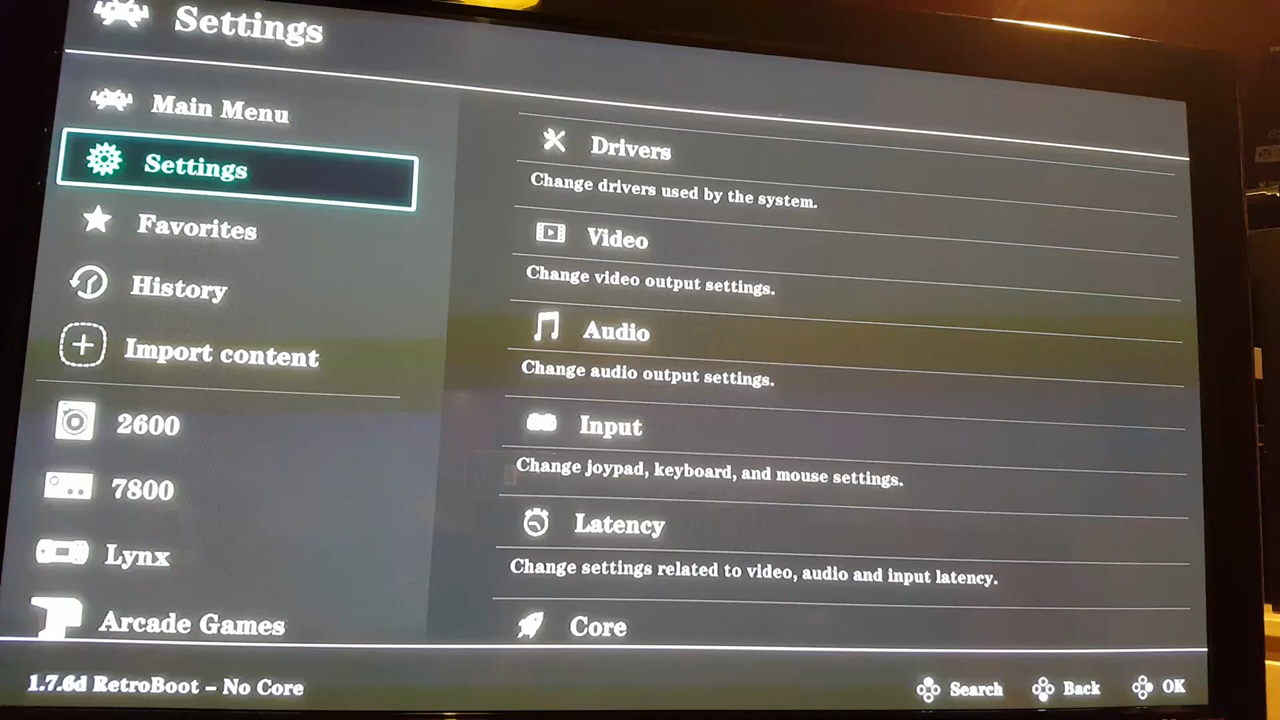 Settings
Main Menu
Settings
Favorites
History
Import content
2600
7800
Lynx
Arcade Games
Drivers
Change drivers used by the system.
Video
Change video output settings.
Audio
Change audio output settings.
Input
Change joypad, keyboard, and mouse settings.
Latency
Change settings related to video, audio and input latency.
Core
1.7.6d RetroBoot – No Core
Search Back OK